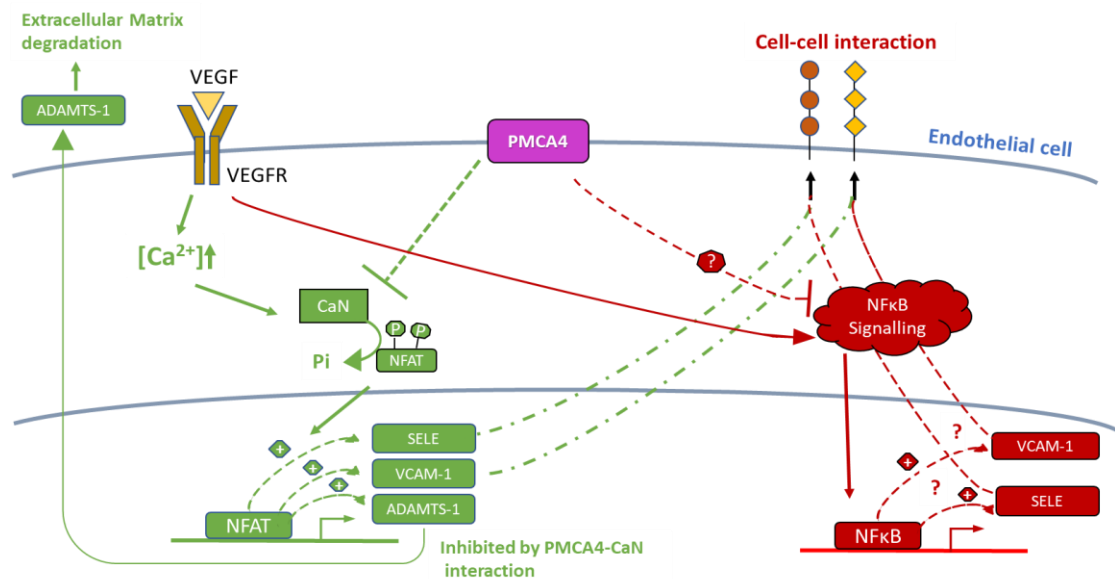 Extracellular Matrix
degradation
ADAMTS-1
VEGF
VEGFR
PMCA4
Cell-cell interaction
Endothelial cell
[Ca²⁺]
?
CaN
P
P
NFAT
Pi
NFκB
Signalling
SELE
VCAM-1
ADAMTS-1
+
+
+
NFAT
Inhibited by PMCA4-CaN
interaction
?
VCAM-1
+
?
+
SELE
NFκB